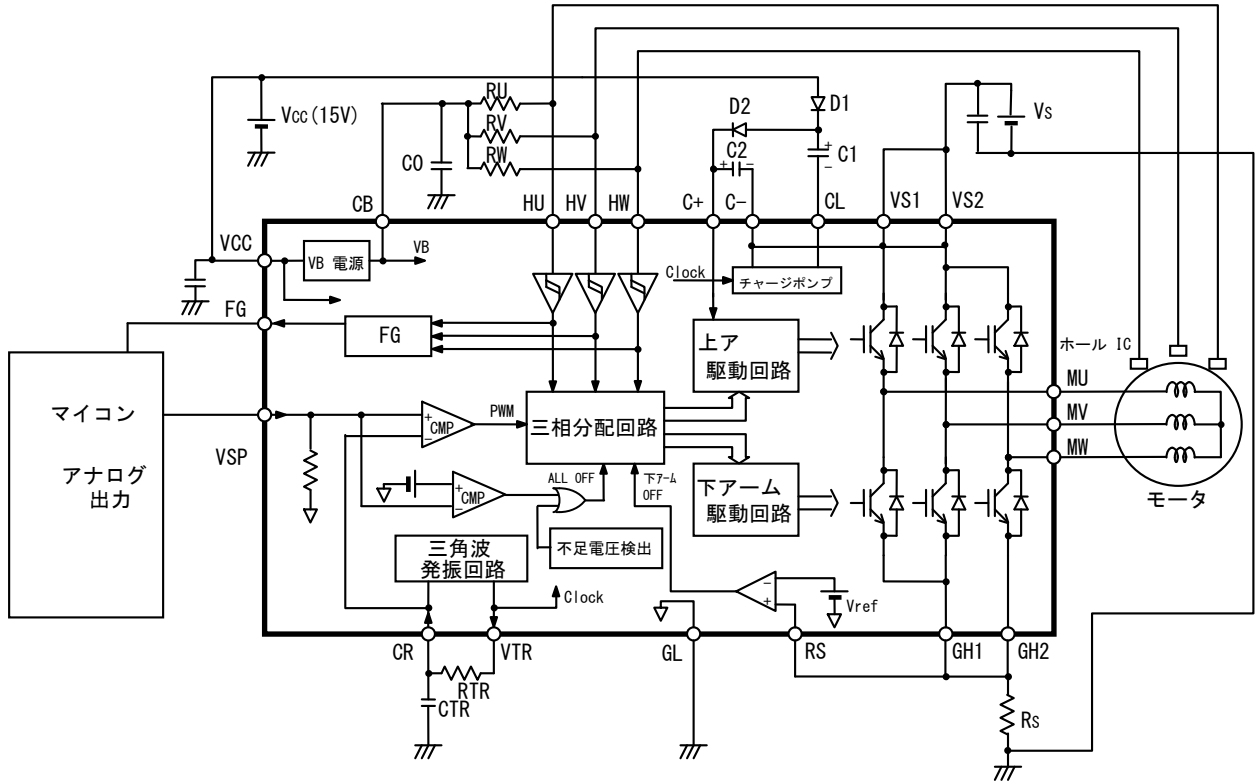 VCC(15V)
C0
RU
RV
RW
D2
D1
C2
+ -
C1
+
-
VS
CB
HU
HV
HW
C+
C-
CL
VS1
VS2
VCC
VB 電源
VB
Clock
チャージポンプ
FG
FG
上ア
駆動回路
ホール IC
MU
MV
MW
モータ
マイコン
アナログ
出力
VSP
+
-
CMP
PWM
三相分配回路
+
-
CMP
ALL OFF
下アーム
OFF
下アーム
駆動回路
不足電圧検出
三角波
発振回路
Clock
-
+
Vref
CR
VTR
GL
RS
GH1
GH2
RTR
CTR
RS